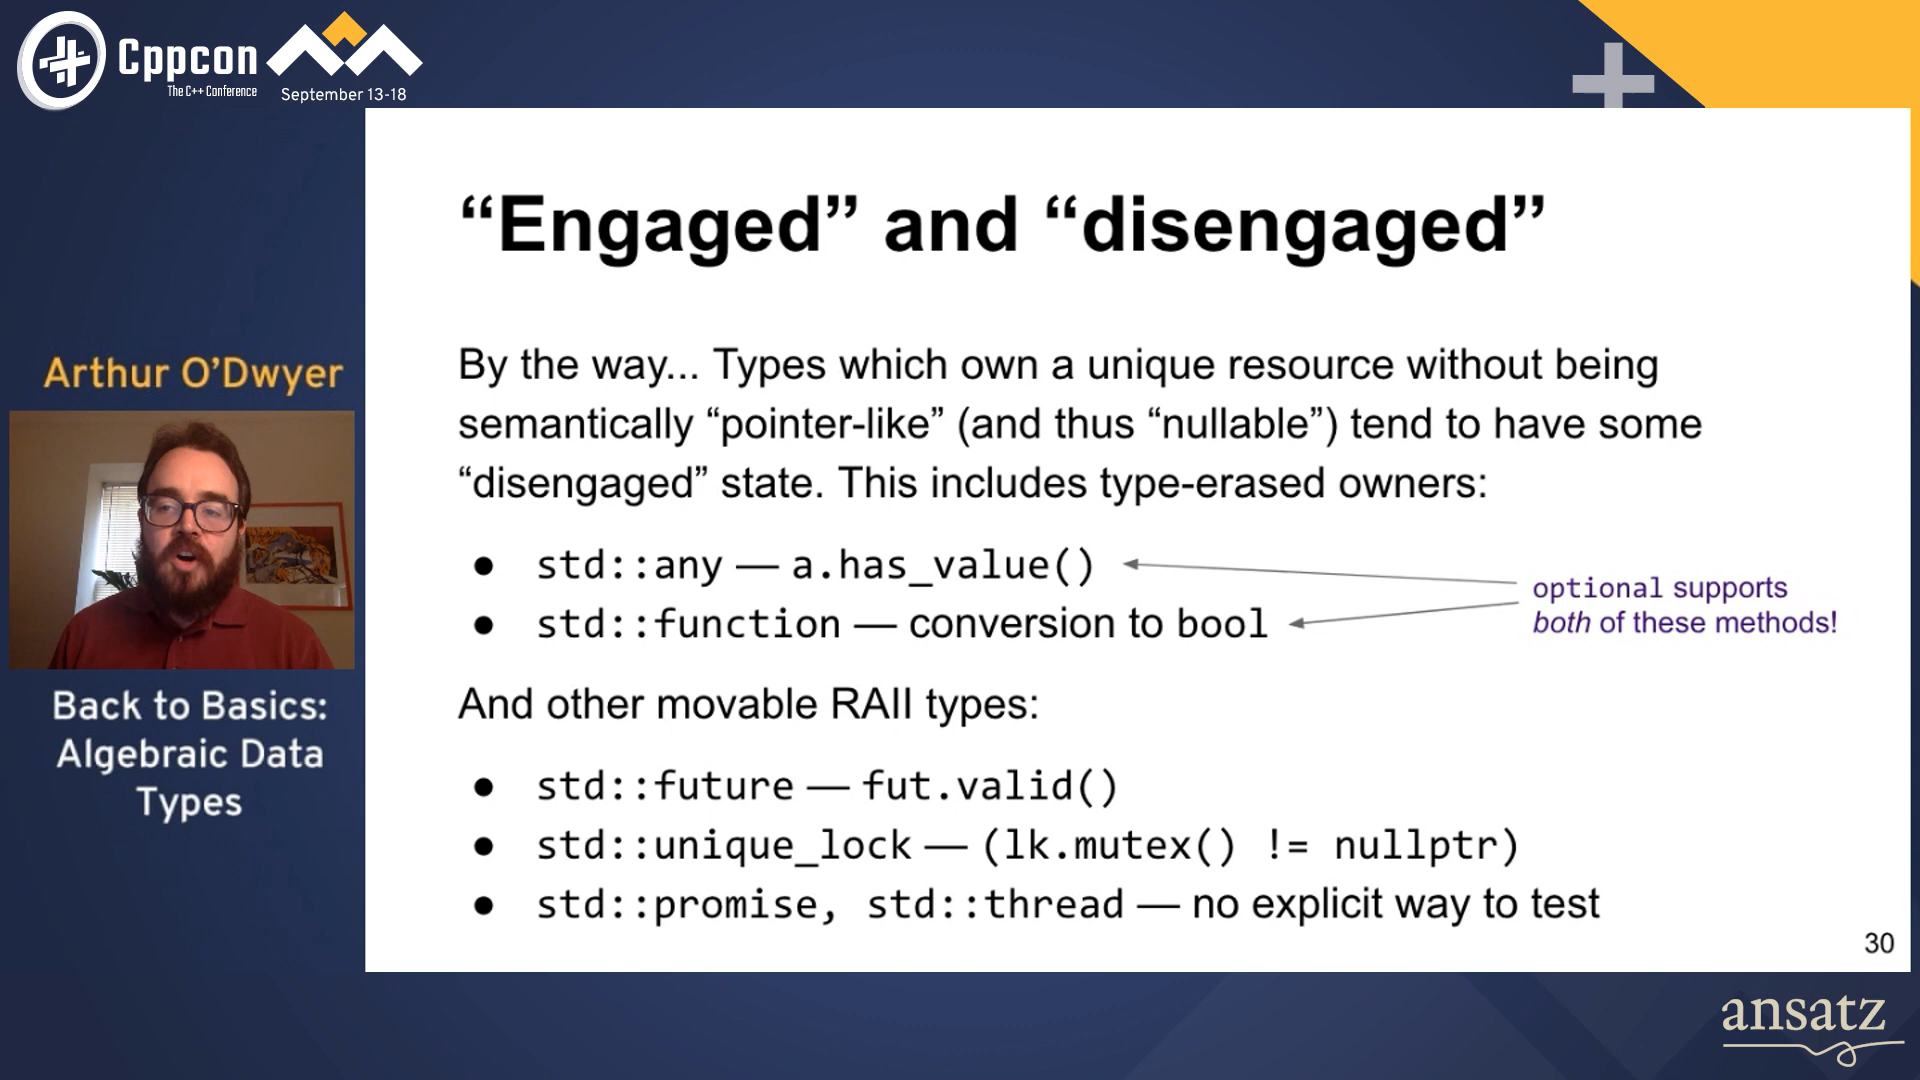 Cppcon
The C++ Conference
September 13-18
Arthur O’Dwyer
Back to Basics:
Algebraic Data
Types
“Engaged” and “disengaged”
By the way... Types which own a unique resource without being
semantically “pointer-like” (and thus “nullable”) tend to have some
“disengaged” state. This includes type-erased owners:
● std::any — a.has_value()
● std::function — conversion to bool
optional supports
both of these methods!
And other movable RAII types:
● std::future — fut.valid()
● std::unique_lock — (lk.mutex() != nullptr)
● std::promise, std::thread — no explicit way to test
30
ansatz